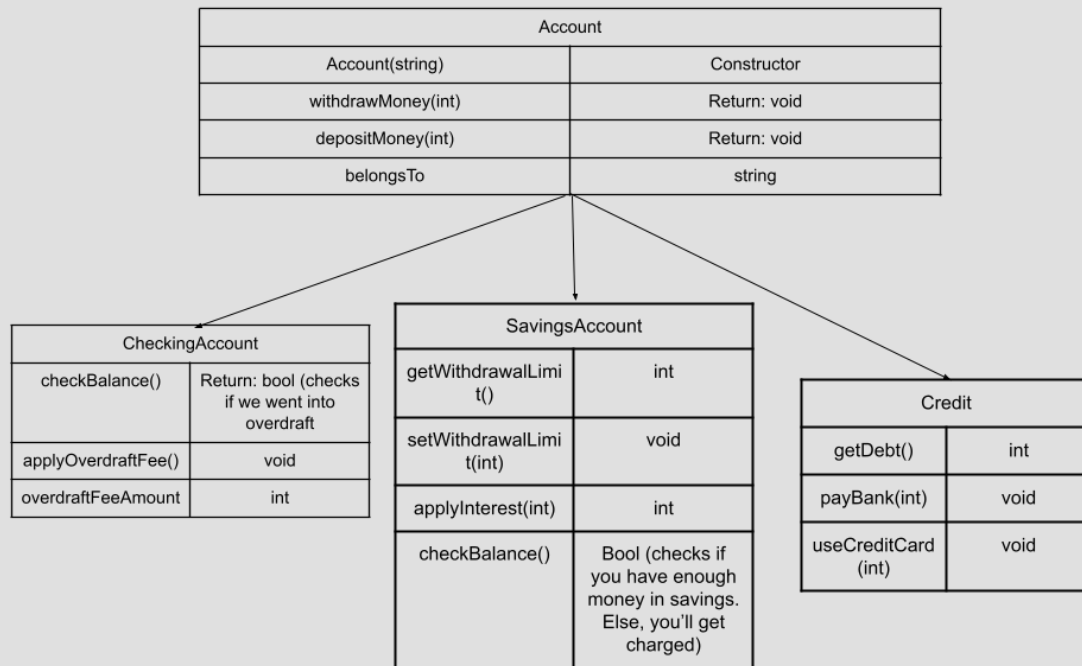 Account
Account(string)
Constructor
withdrawMoney(int)
Return: void
depositMoney(int)
Return: void
belongsTo
string
CheckingAccount
checkBalance()
Return: bool (checks
if we went into
overdraft
applyOverdraftFee()
void
overdraftFeeAmount
int
SavingsAccount
getWithdrawalLimi
t()
int
setWithdrawalLimi
t(int)
void
applyInterest(int)
int
checkBalance()
Bool (checks if
you have enough
money in savings.
Else, you’ll get
charged)
Credit
getDebt()
int
payBank(int)
void
useCreditCard
(int)
void